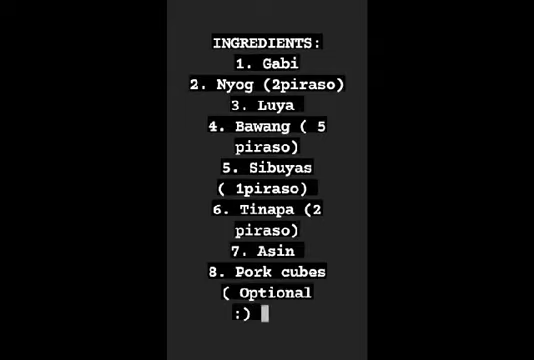 INGREDIENTS:
1. Gabi
2. Nyog (2piraso)
3. Luya
4. Bawang ( 5
piraso)
5. Sibuyas
( 1piraso)
6. Tinapa (2
piraso)
7. Asin
8. Pork cubes
( Optional
:)